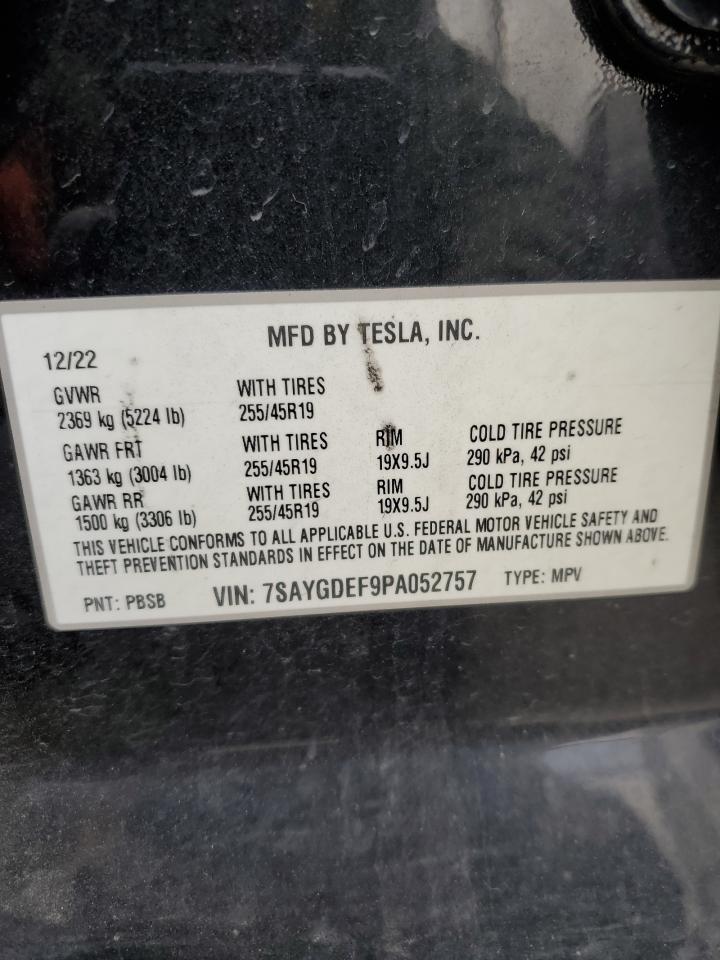 MFD BY TESLA, INC.
12/22
GVWR WITH TIRES
2369 kg (5224 lb) 255/45R19
GAWR FRT WITH TIRES RIM COLD TIRE PRESSURE
1363 kg (3004 lb) 255/45R19 19X9.5J 290 kPa, 42 psi
GAWR RR WITH TIRES RIM COLD TIRE PRESSURE
1500 kg (3306 lb) 255/45R19 19X9.5J 290 kPa, 42 psi
THIS VEHICLE CONFORMS TO ALL APPLICABLE U.S. FEDERAL MOTOR VEHICLE SAFETY AND
THEFT PREVENTION STANDARDS IN EFFECT ON THE DATE OF MANUFACTURE SHOWN ABOVE.
PNT: PBSB VIN: 7SAYGDEF9PA052757 TYPE: MPV